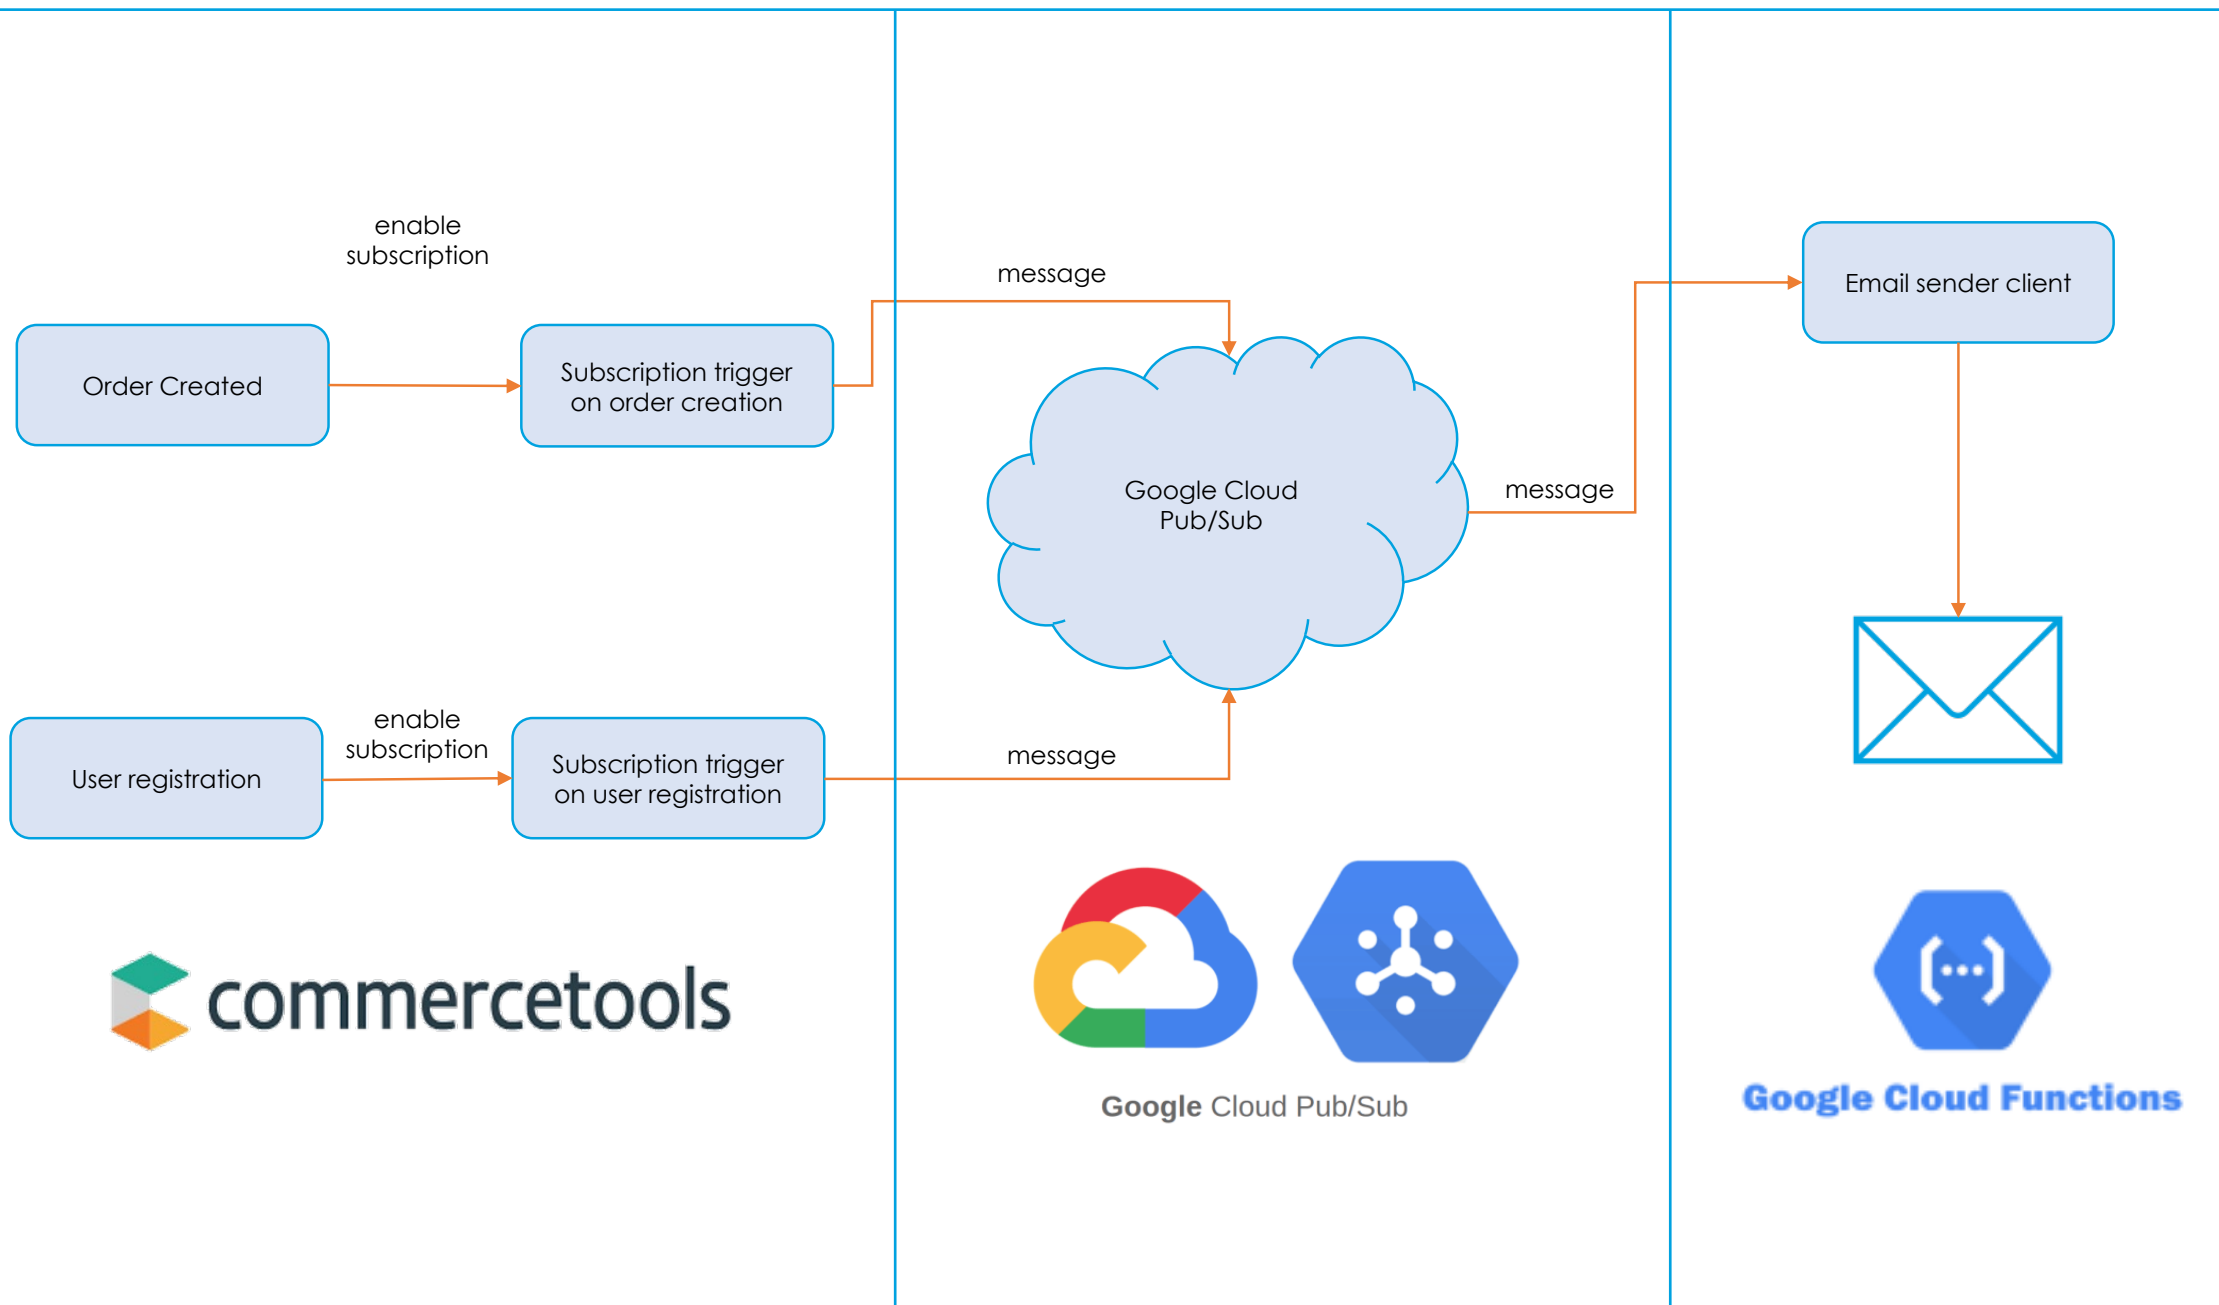 enable
subscription
Order Created
Subscription trigger
on order creation
message
Google Cloud
Pub/Sub
message
Email sender client
User registration
enable
subscription
Subscription trigger
on user registration
message
commercetools
Google Cloud Pub/Sub
Google Cloud Functions